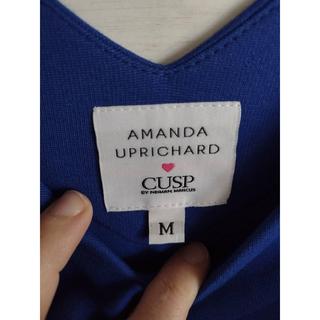 AMANDA
UPRICHARD
CUSP
BY NEIMAN MARCUS
M